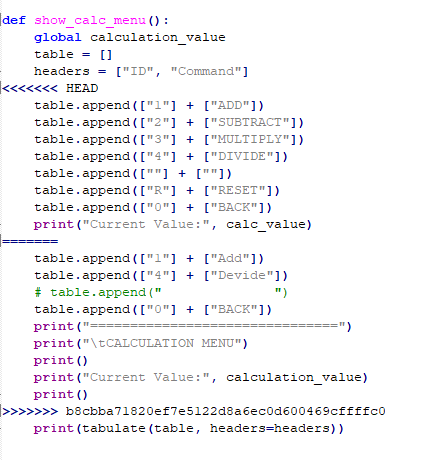 def show_calc_menu():
    global calculation_value
    table = []
    headers = ["ID", "Command"]
<<<<<<< HEAD
    table.append(["1"] + ["ADD"])
    table.append(["2"] + ["SUBTRACT"])
    table.append(["3"] + ["MULTIPLY"])
    table.append(["4"] + ["DIVIDE"])
    table.append([""] + [""])
    table.append(["R"] + ["RESET"])
    table.append(["0"] + ["BACK"])
    print("Current Value:", calc_value)
=======
    table.append(["1"] + ["Add"])
    table.append(["4"] + ["Devide"])
    # table.append("              ")
    table.append(["0"] + ["BACK"])
    print("===============================")
    print("\tCALCULATION MENU")
    print()
    print("Current Value:", calculation_value)
    print()
>>>>>>> b8cbba71820ef7e5122d8a6ec0d600469cffffc0
    print(tabulate(table, headers=headers))